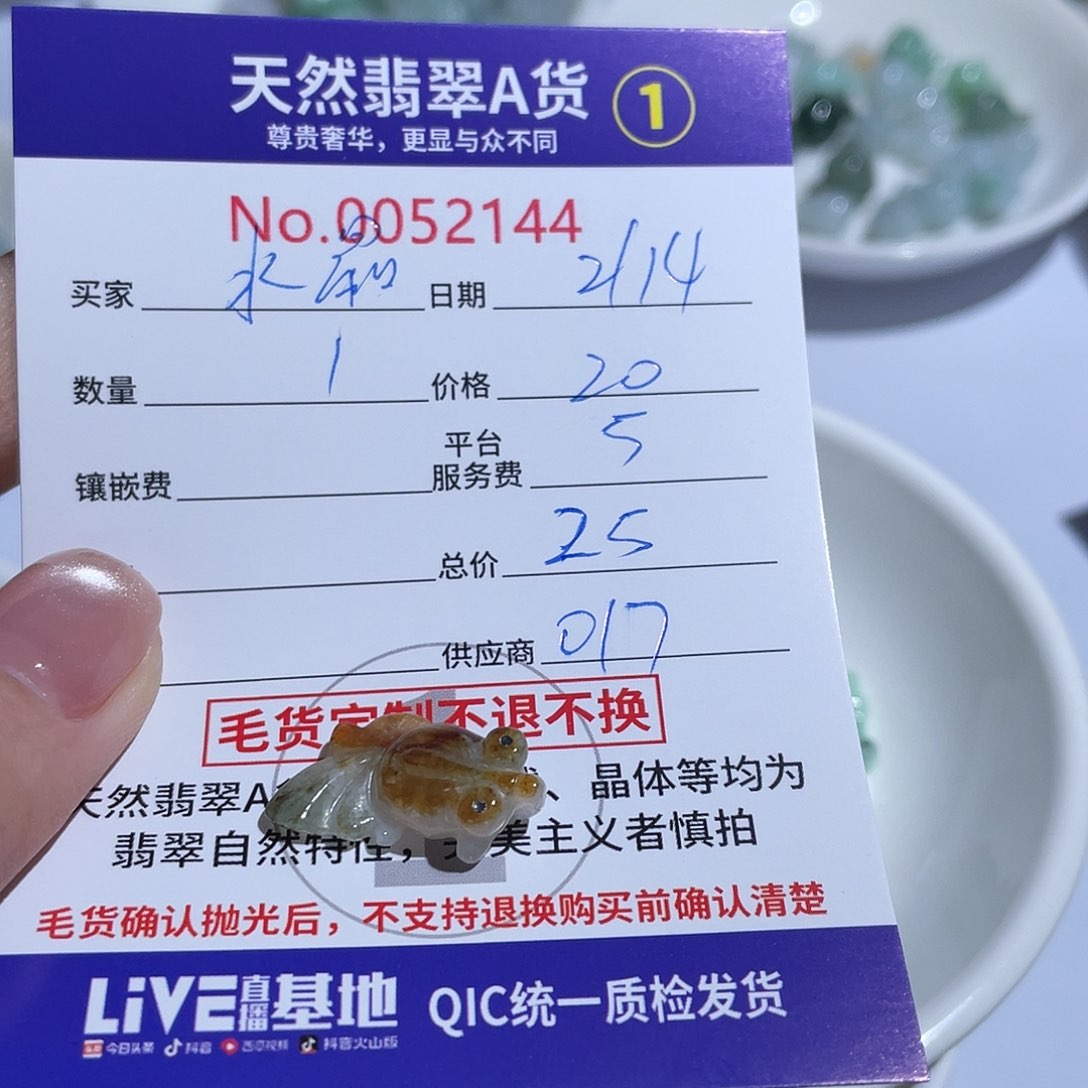 天然翡翠A货 1
尊贵奢华，更显与众不同
No.0052144
买家 日期 2/14
数量 1 价格 20
镶嵌费 平台服务费 5
总价 25
供应商 017
毛货定制不退不换
天然翡翠A 、晶体等均为
翡翠自然特性， 美主义者慎拍
毛货确认抛光后，不支持退换购买前确认清楚
LiVE直播基地 QIC统一质检发货
今日头条 抖音 西瓜视频 抖音火山版